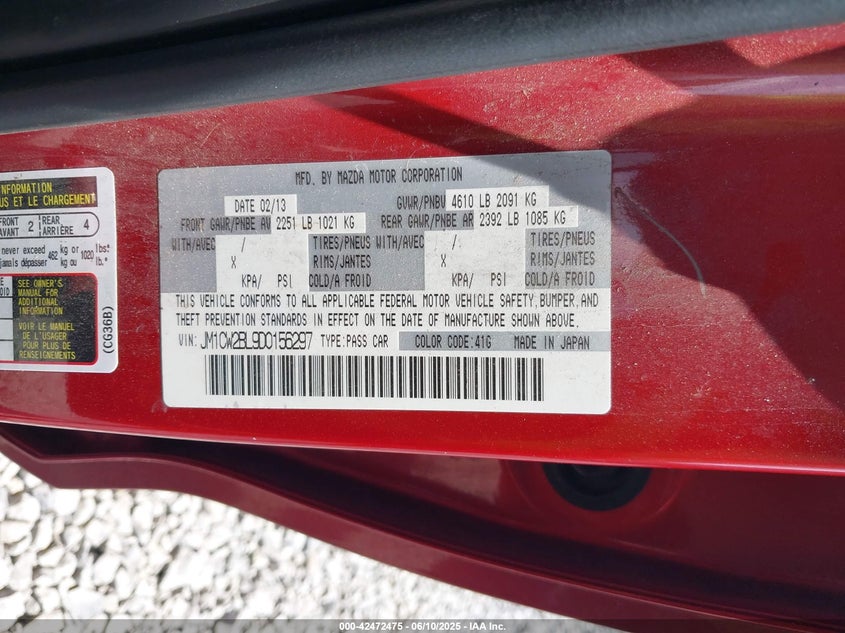 INFORMATION
US ET LE CHARGEMENT
FRONT 2 REAR 4
AVANT ARRIÈRE
never exceed 462 kg or 1020 lbs.
jamais dépasser kg ou lb.
SEE OWNER'S
MANUAL FOR
ADDITIONAL
INFORMATION
VOIR LE MANUEL
DE L'USAGER
POUR PLUS DE
RENSEIGNEMENTS
(CG36B)
MFD. BY MAZDA MOTOR CORPORATION
DATE 02/13 GVWR/PNBV 4610 LB 2091 KG
FRONT GAWR/PNBE AV 2251 LB 1021 KG REAR GAWR/PNBE AR 2392 LB 1085 KG
WITH/AVEC / TIRES/PNEUS WITH/AVEC / TIRES/PNEUS
X RIMS/JANTES X RIMS/JANTES
KPA/ PSI COLD/A FROID KPA/ PSI COLD/A FROID
THIS VEHICLE CONFORMS TO ALL APPLICABLE FEDERAL MOTOR VEHICLE SAFETY, BUMPER, AND
THEFT PREVENTION STANDARDS IN EFFECT ON THE DATE OF MANUFACTURE SHOWN ABOVE.
VIN: JM1CW2BL9D0156297 TYPE:PASS CAR COLOR CODE:41G MADE IN JAPAN
000-42472475 - 06/10/2025 - IAA Inc.